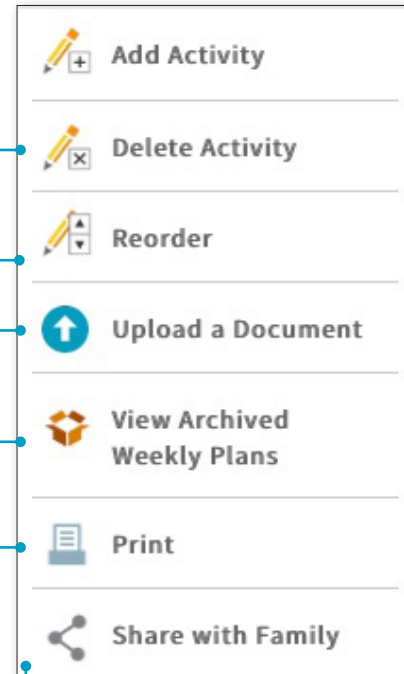 Add Activity
Delete Activity
Reorder
Upload a Document
View Archived
Weekly Plans
Print
Share with Family